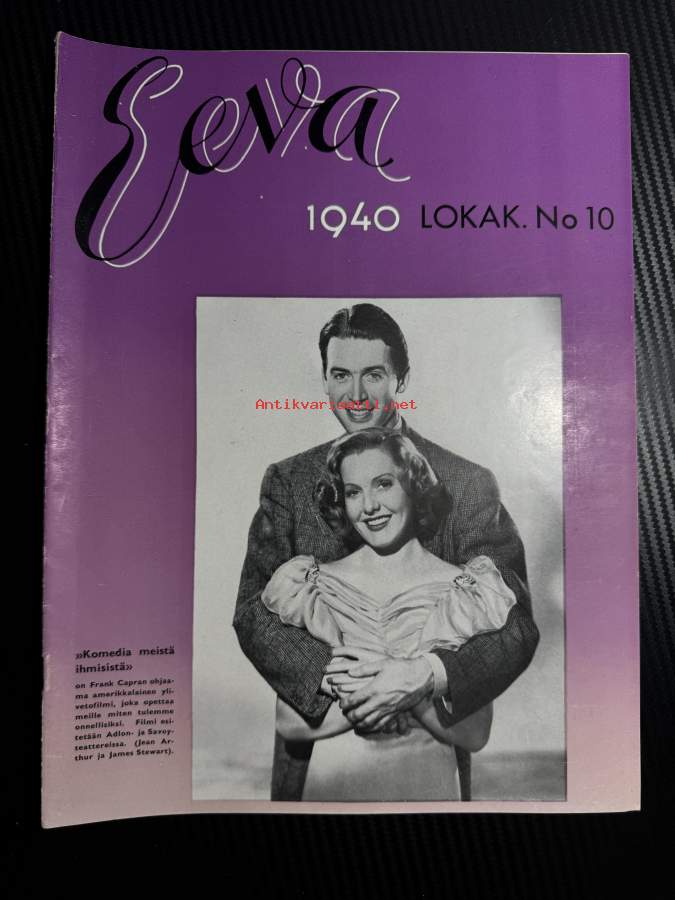 Eeva
1940 LOKAK. No 10
Antikvariaatti.net
»Komedia meistä
ihmisistä»
on Frank Capran ohjaa-
ma amerikkalainen yli-
vetofilmi, joka opettaa
meille miten tulemme
onnellisiksi. Filmi esi-
tetään Adlon- ja Savoy-
teattereissa. (Jean Ar-
thur ja James Stewart).